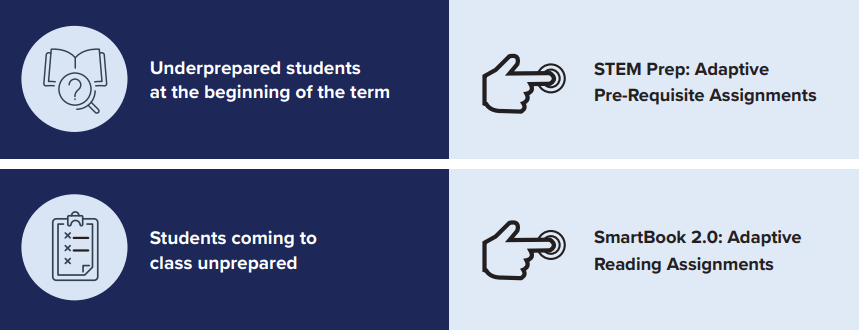 Underprepared students
at the beginning of the term
STEM Prep: Adaptive
Pre-Requisite Assignments
Students coming to
class unprepared
SmartBook 2.0: Adaptive
Reading Assignments